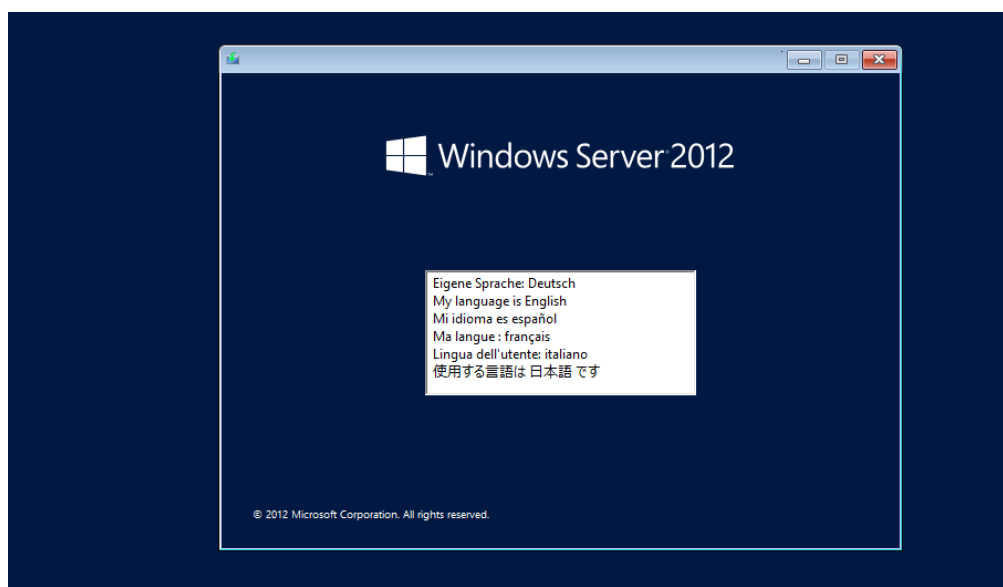 Windows Server 2012
Eigene Sprache: Deutsch
My language is English
Mi idioma es español
Ma langue : français
Lingua dell'utente: italiano
使用する言語は 日本語 です
© 2012 Microsoft Corporation. All rights reserved.